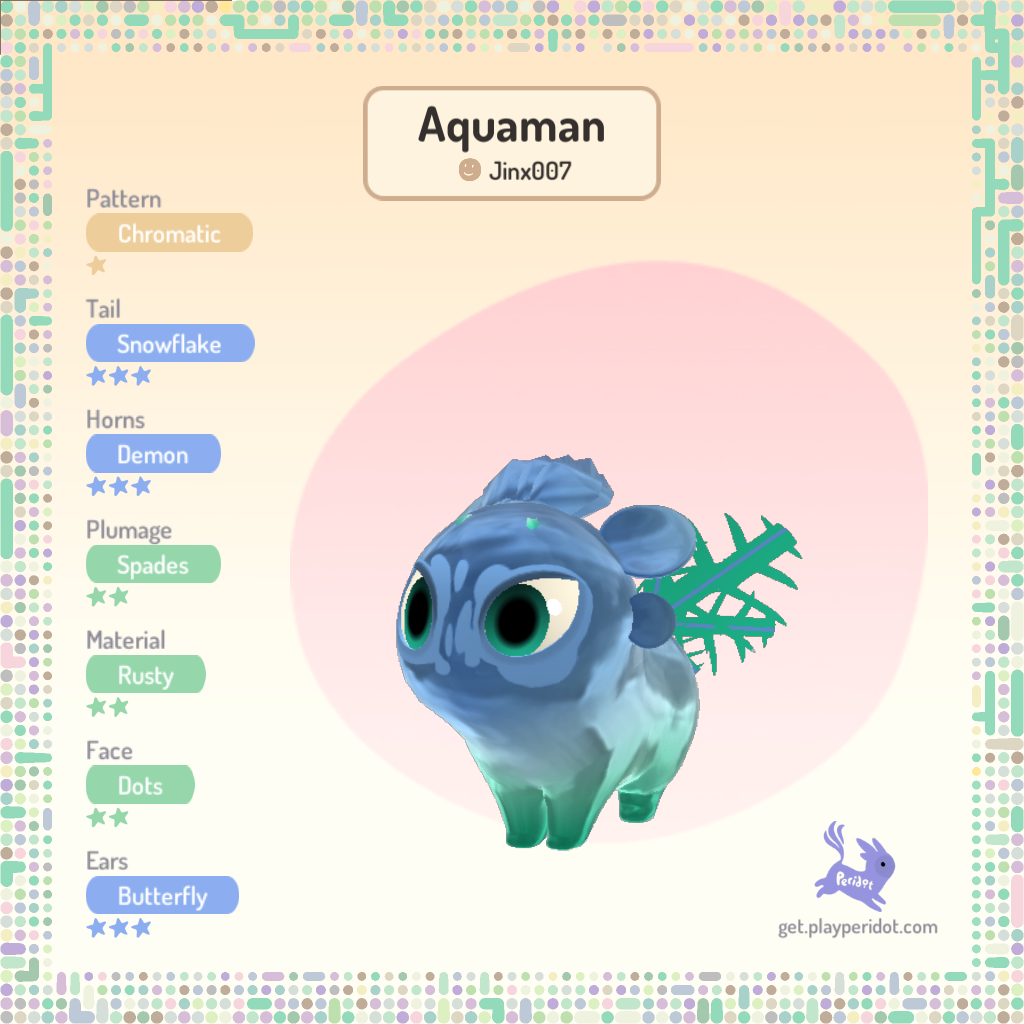 Aquaman
Jinx007
Pattern
Chromatic
Tail
Snowflake
Horns
Demon
Plumage
Spades
Material
Rusty
Face
Dots
Ears
Butterfly
Peridot
get.playperidot.com